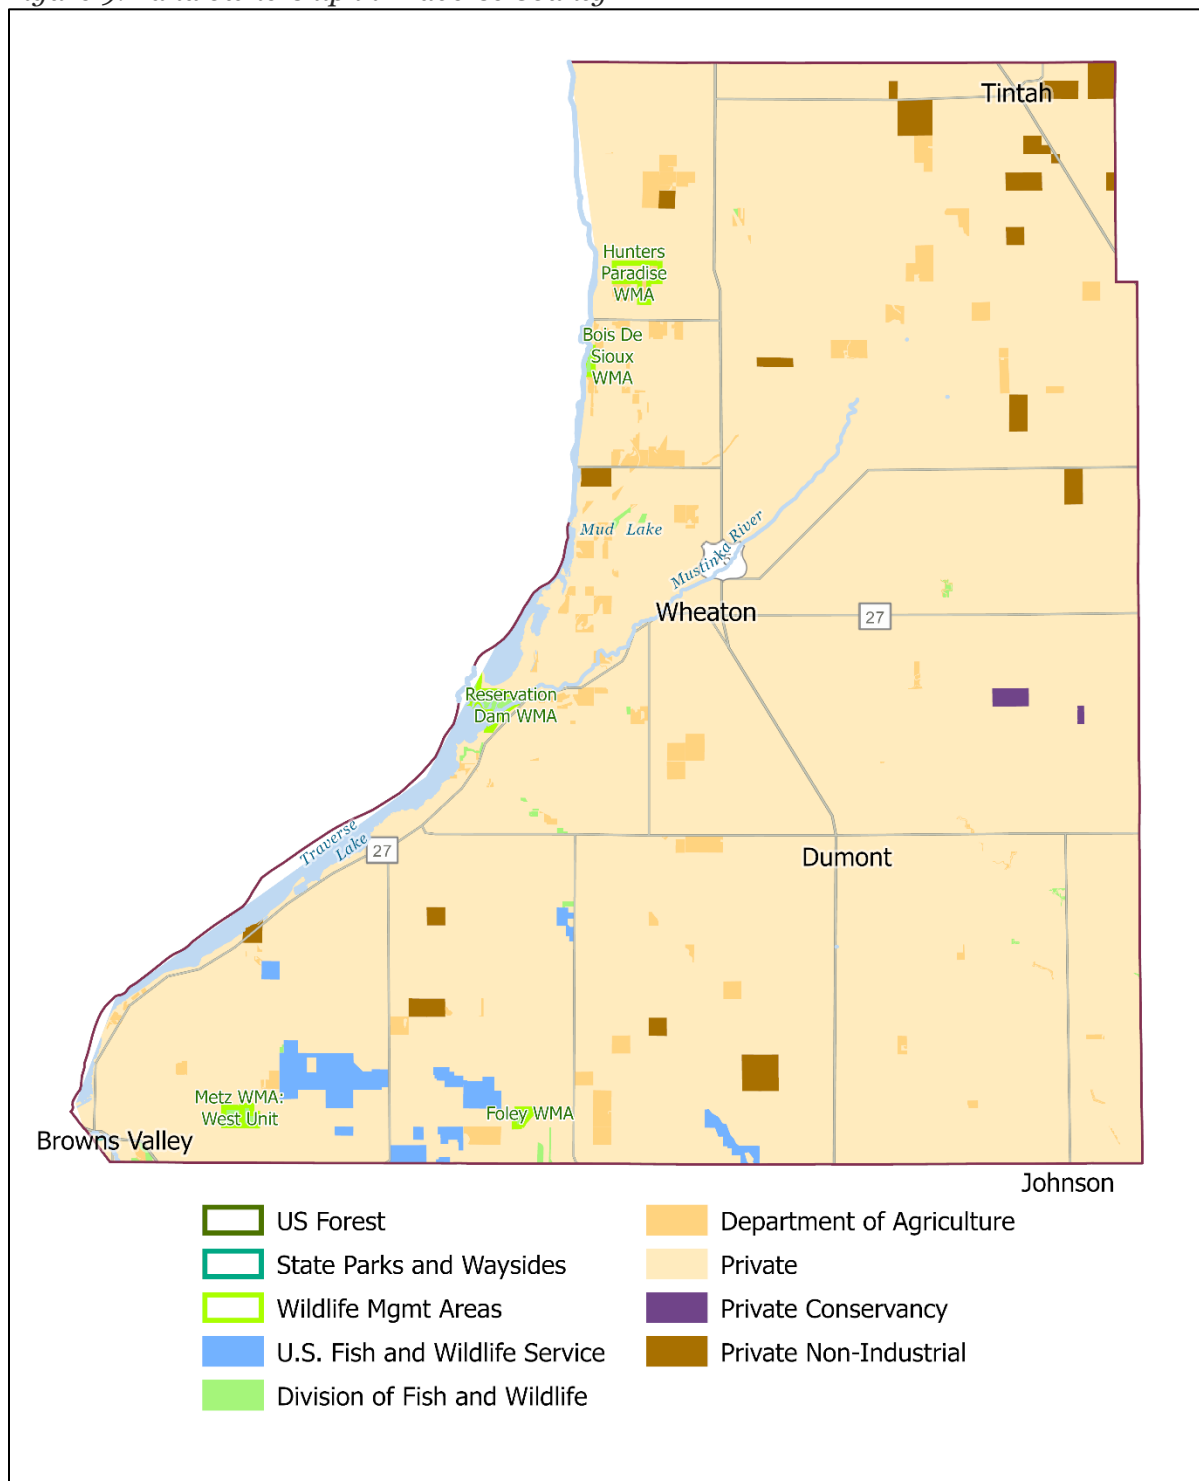 Tintah
Hunters
Paradise
WMA
Bois De
Sioux
WMA
Mud Lake
Mustinka River
Wheaton
27
Reservation
Dam WMA
Traverse
Lake
27
Dumont
Metz WMA:
West Unit
Foley WMA
Browns Valley
Johnson
US Forest
State Parks and Waysides
Wildlife Mgmt Areas
U.S. Fish and Wildlife Service
Division of Fish and Wildlife
Department of Agriculture
Private
Private Conservancy
Private Non-Industrial